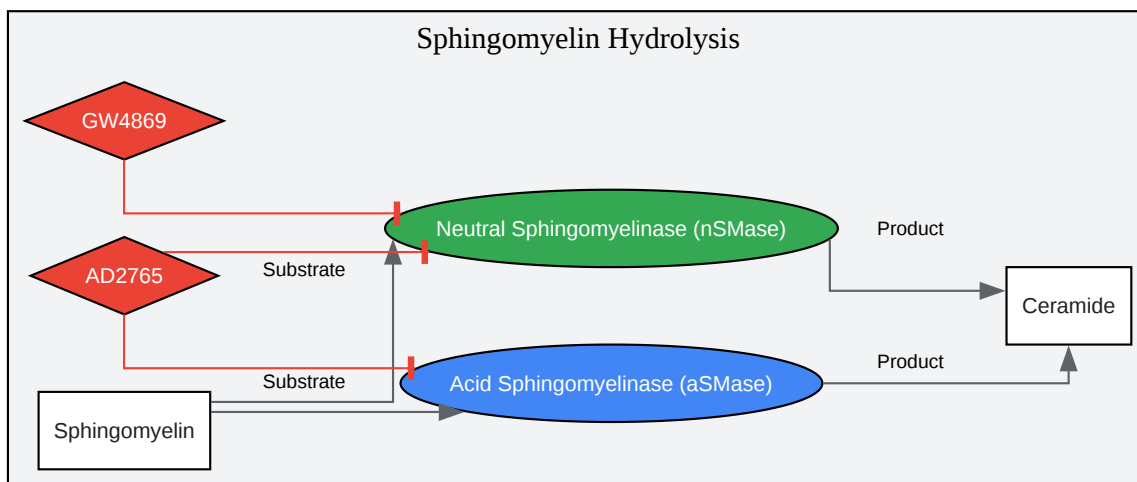 Sphingomyelin Hydrolysis
GW4869
Neutral Sphingomyelinase (nSMase)
Product
AD2765
Substrate
Ceramide
Substrate
Acid Sphingomyelinase (aSMase)
Product
Sphingomyelin